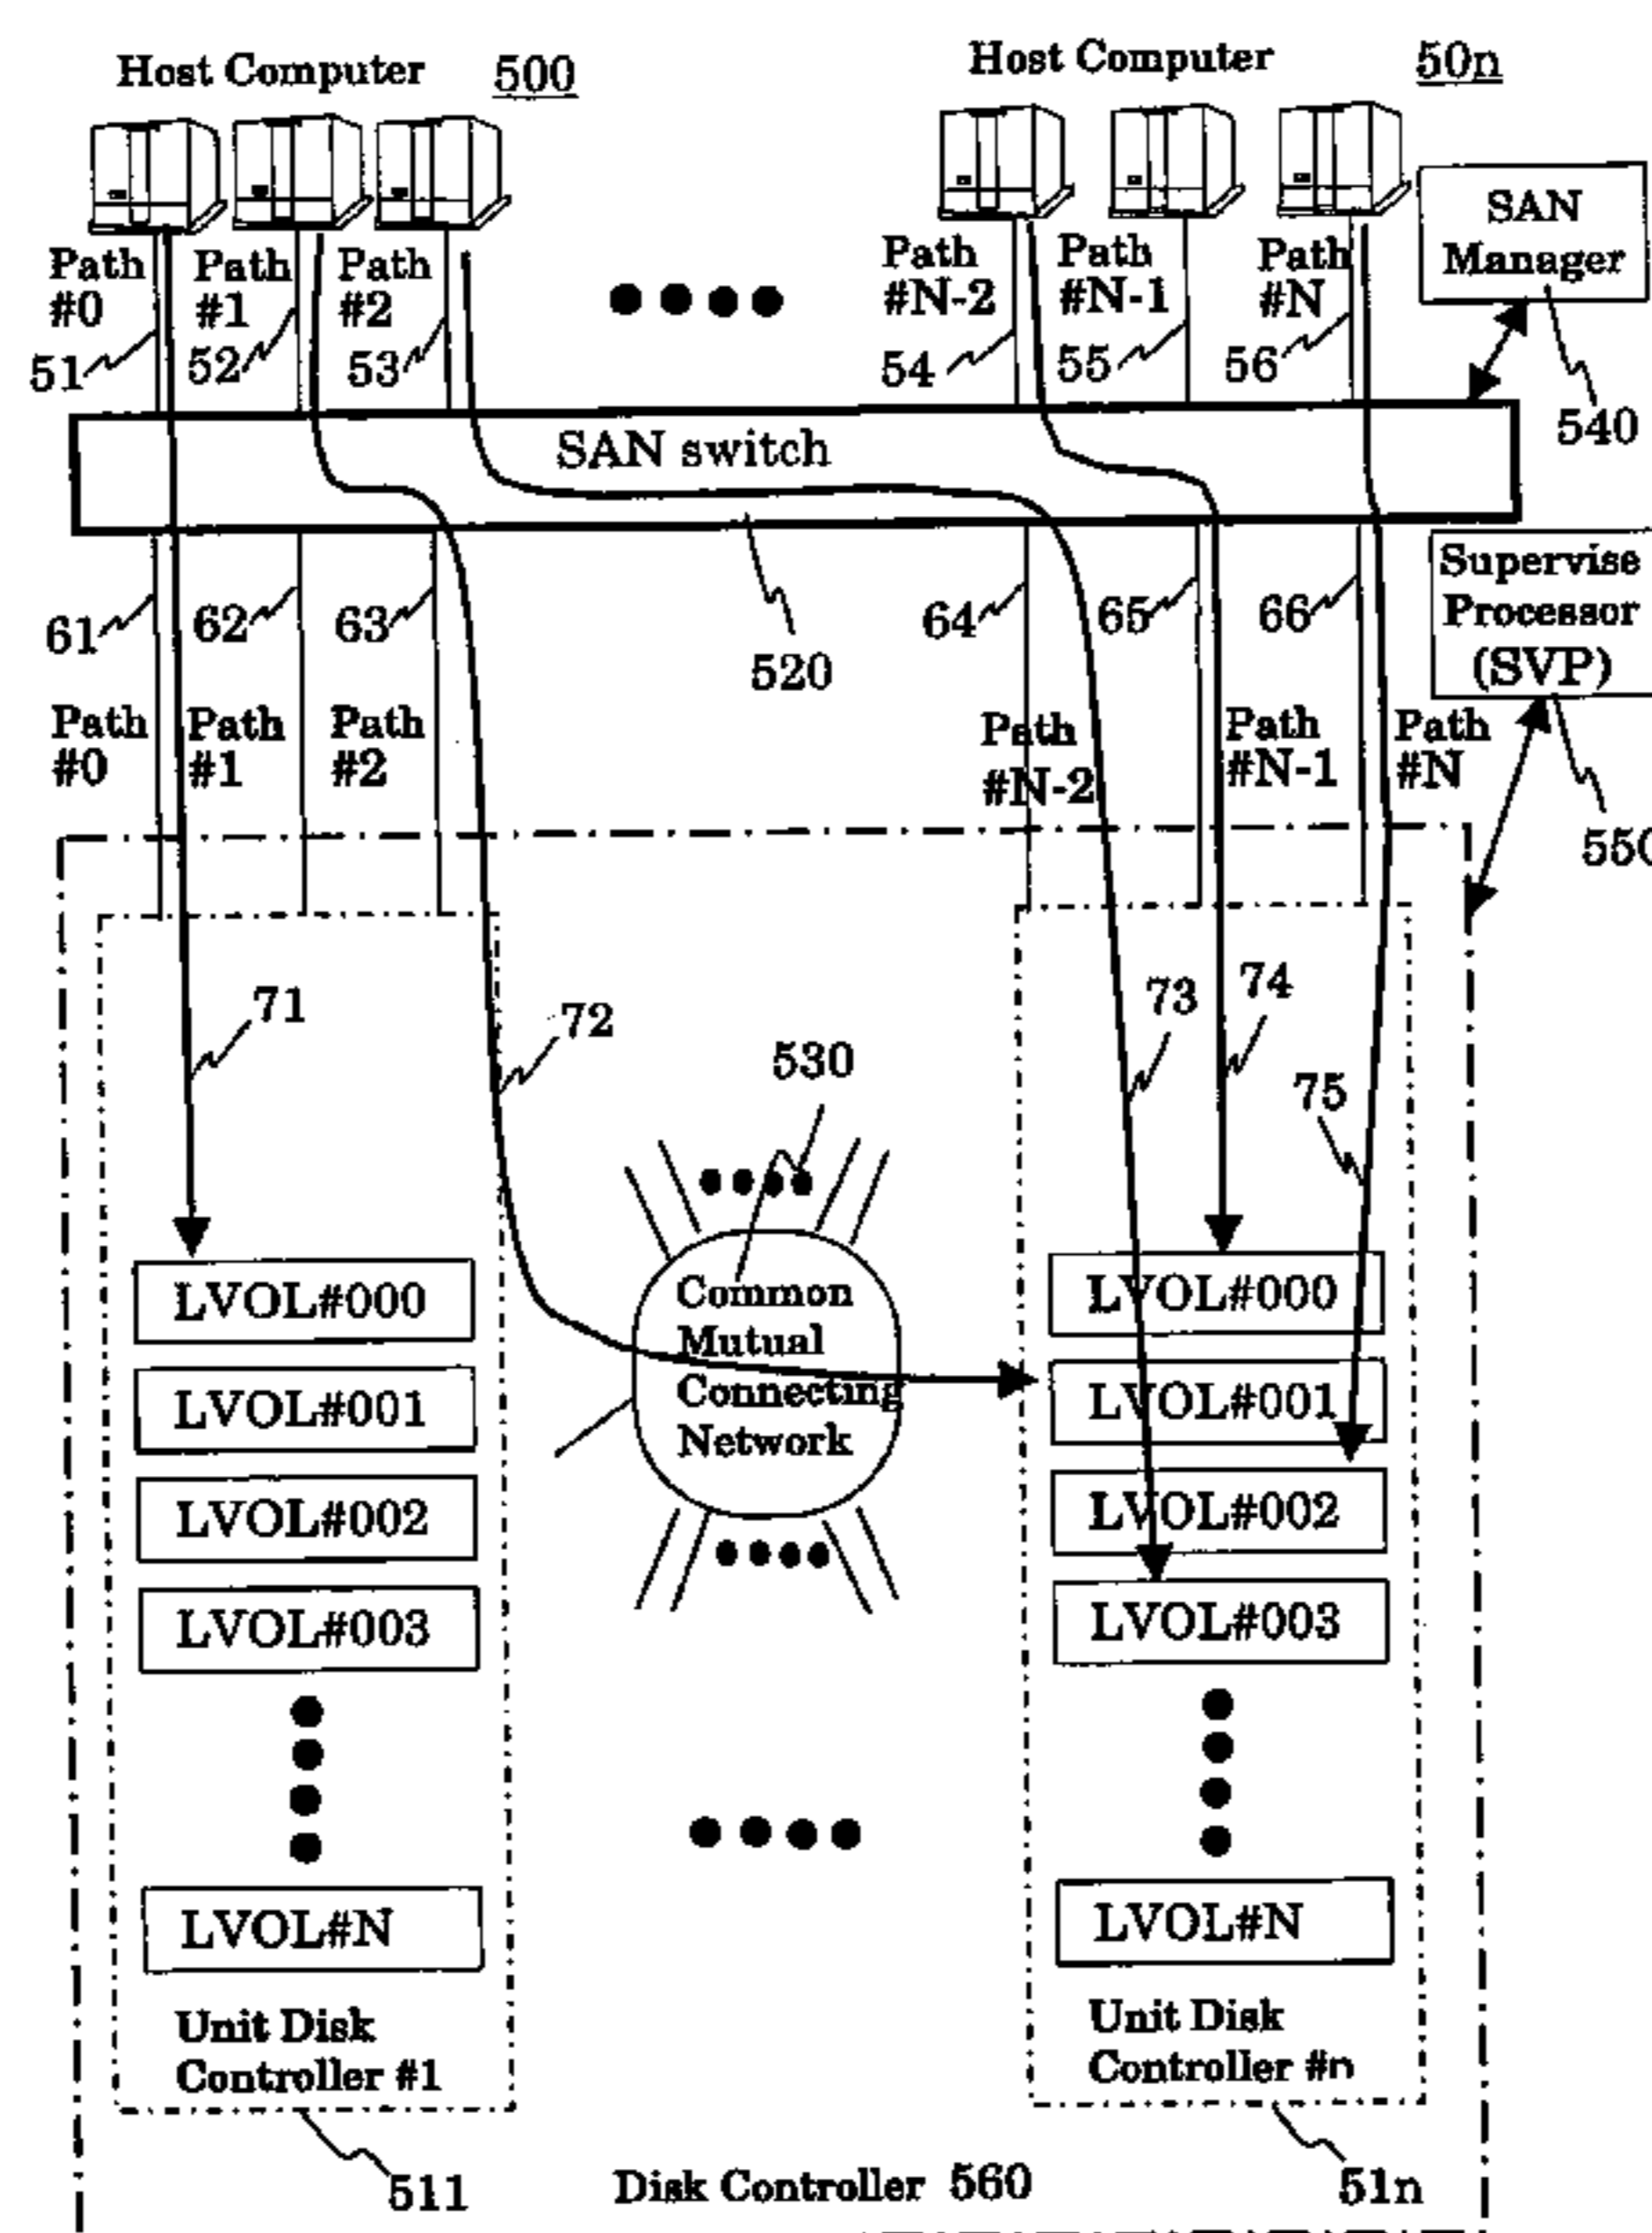 Host Computer 500
Host Computer 50n
SAN
Manager
Path
#0
Path
#1
Path
#2
Path
#N-2
Path
#N-1
Path
#N
51
52
53
54
55
56
540
SAN switch
Supervise
Processor
(SVP)
61
62
63
64
65
66
520
Path
#0
Path
#1
Path
#2
Path
#N-2
Path
#N-1
Path
#N
550
71
72
530
73
74
75
Common
Mutual
Connecting
Network
LVOL#000
LVOL#001
LVOL#002
LVOL#003
LVOL#N
Unit Disk
Controller #1
LVOL#000
LVOL#001
LVOL#002
LVOL#003
LVOL#N
Unit Disk
Controller #n
511
Disk Controller 560
51n